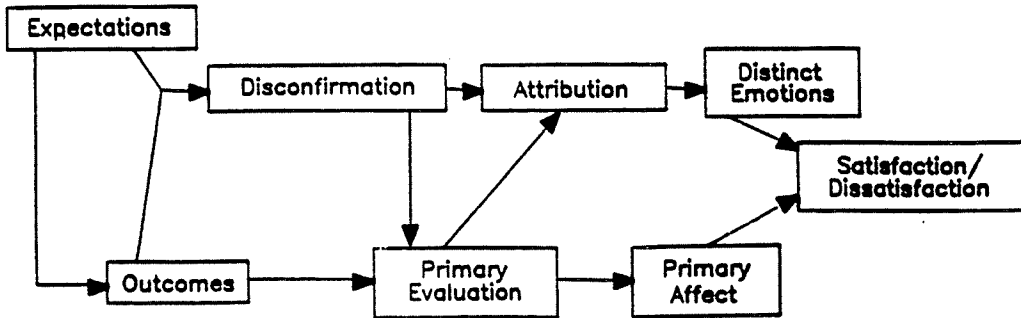 Expectations
Disconfirmation
Attribution
Distinct
Emotions
Satisfaction/
Dissatisfaction
Outcomes
Primary
Evaluation
Primary
Affect